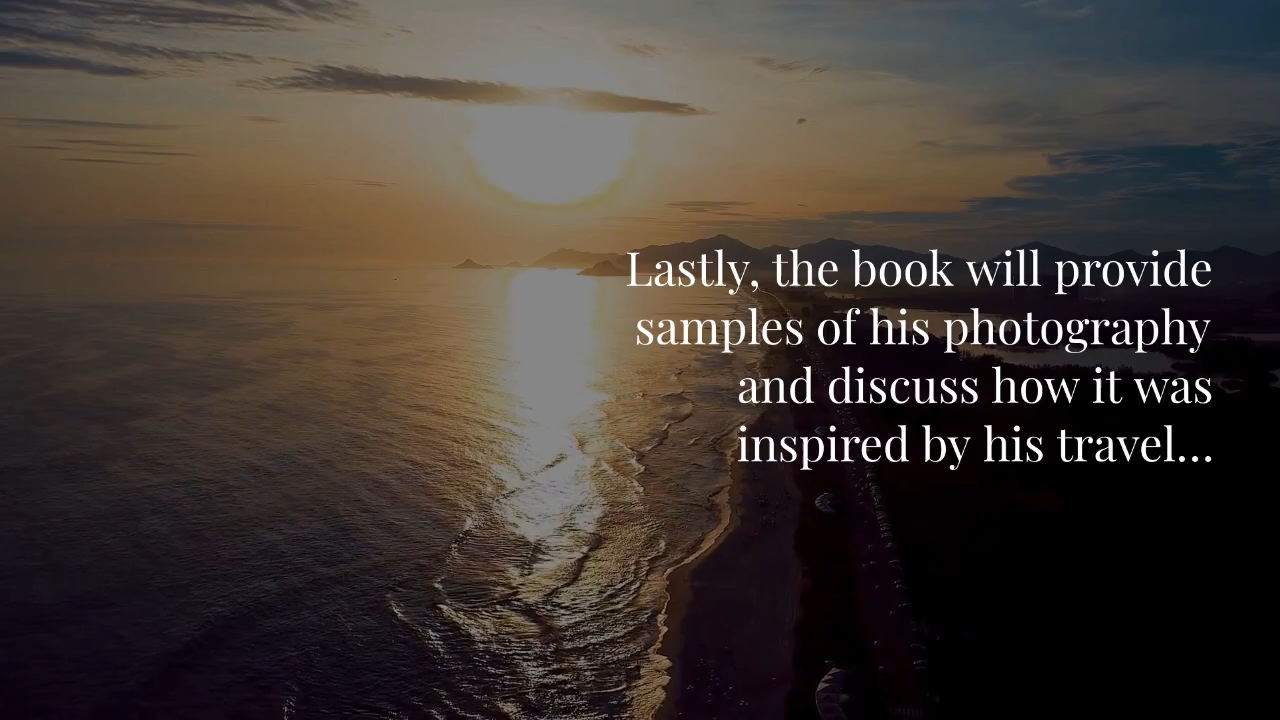 Lastly, the book will provide
samples of his photography
and discuss how it was
inspired by his travel...